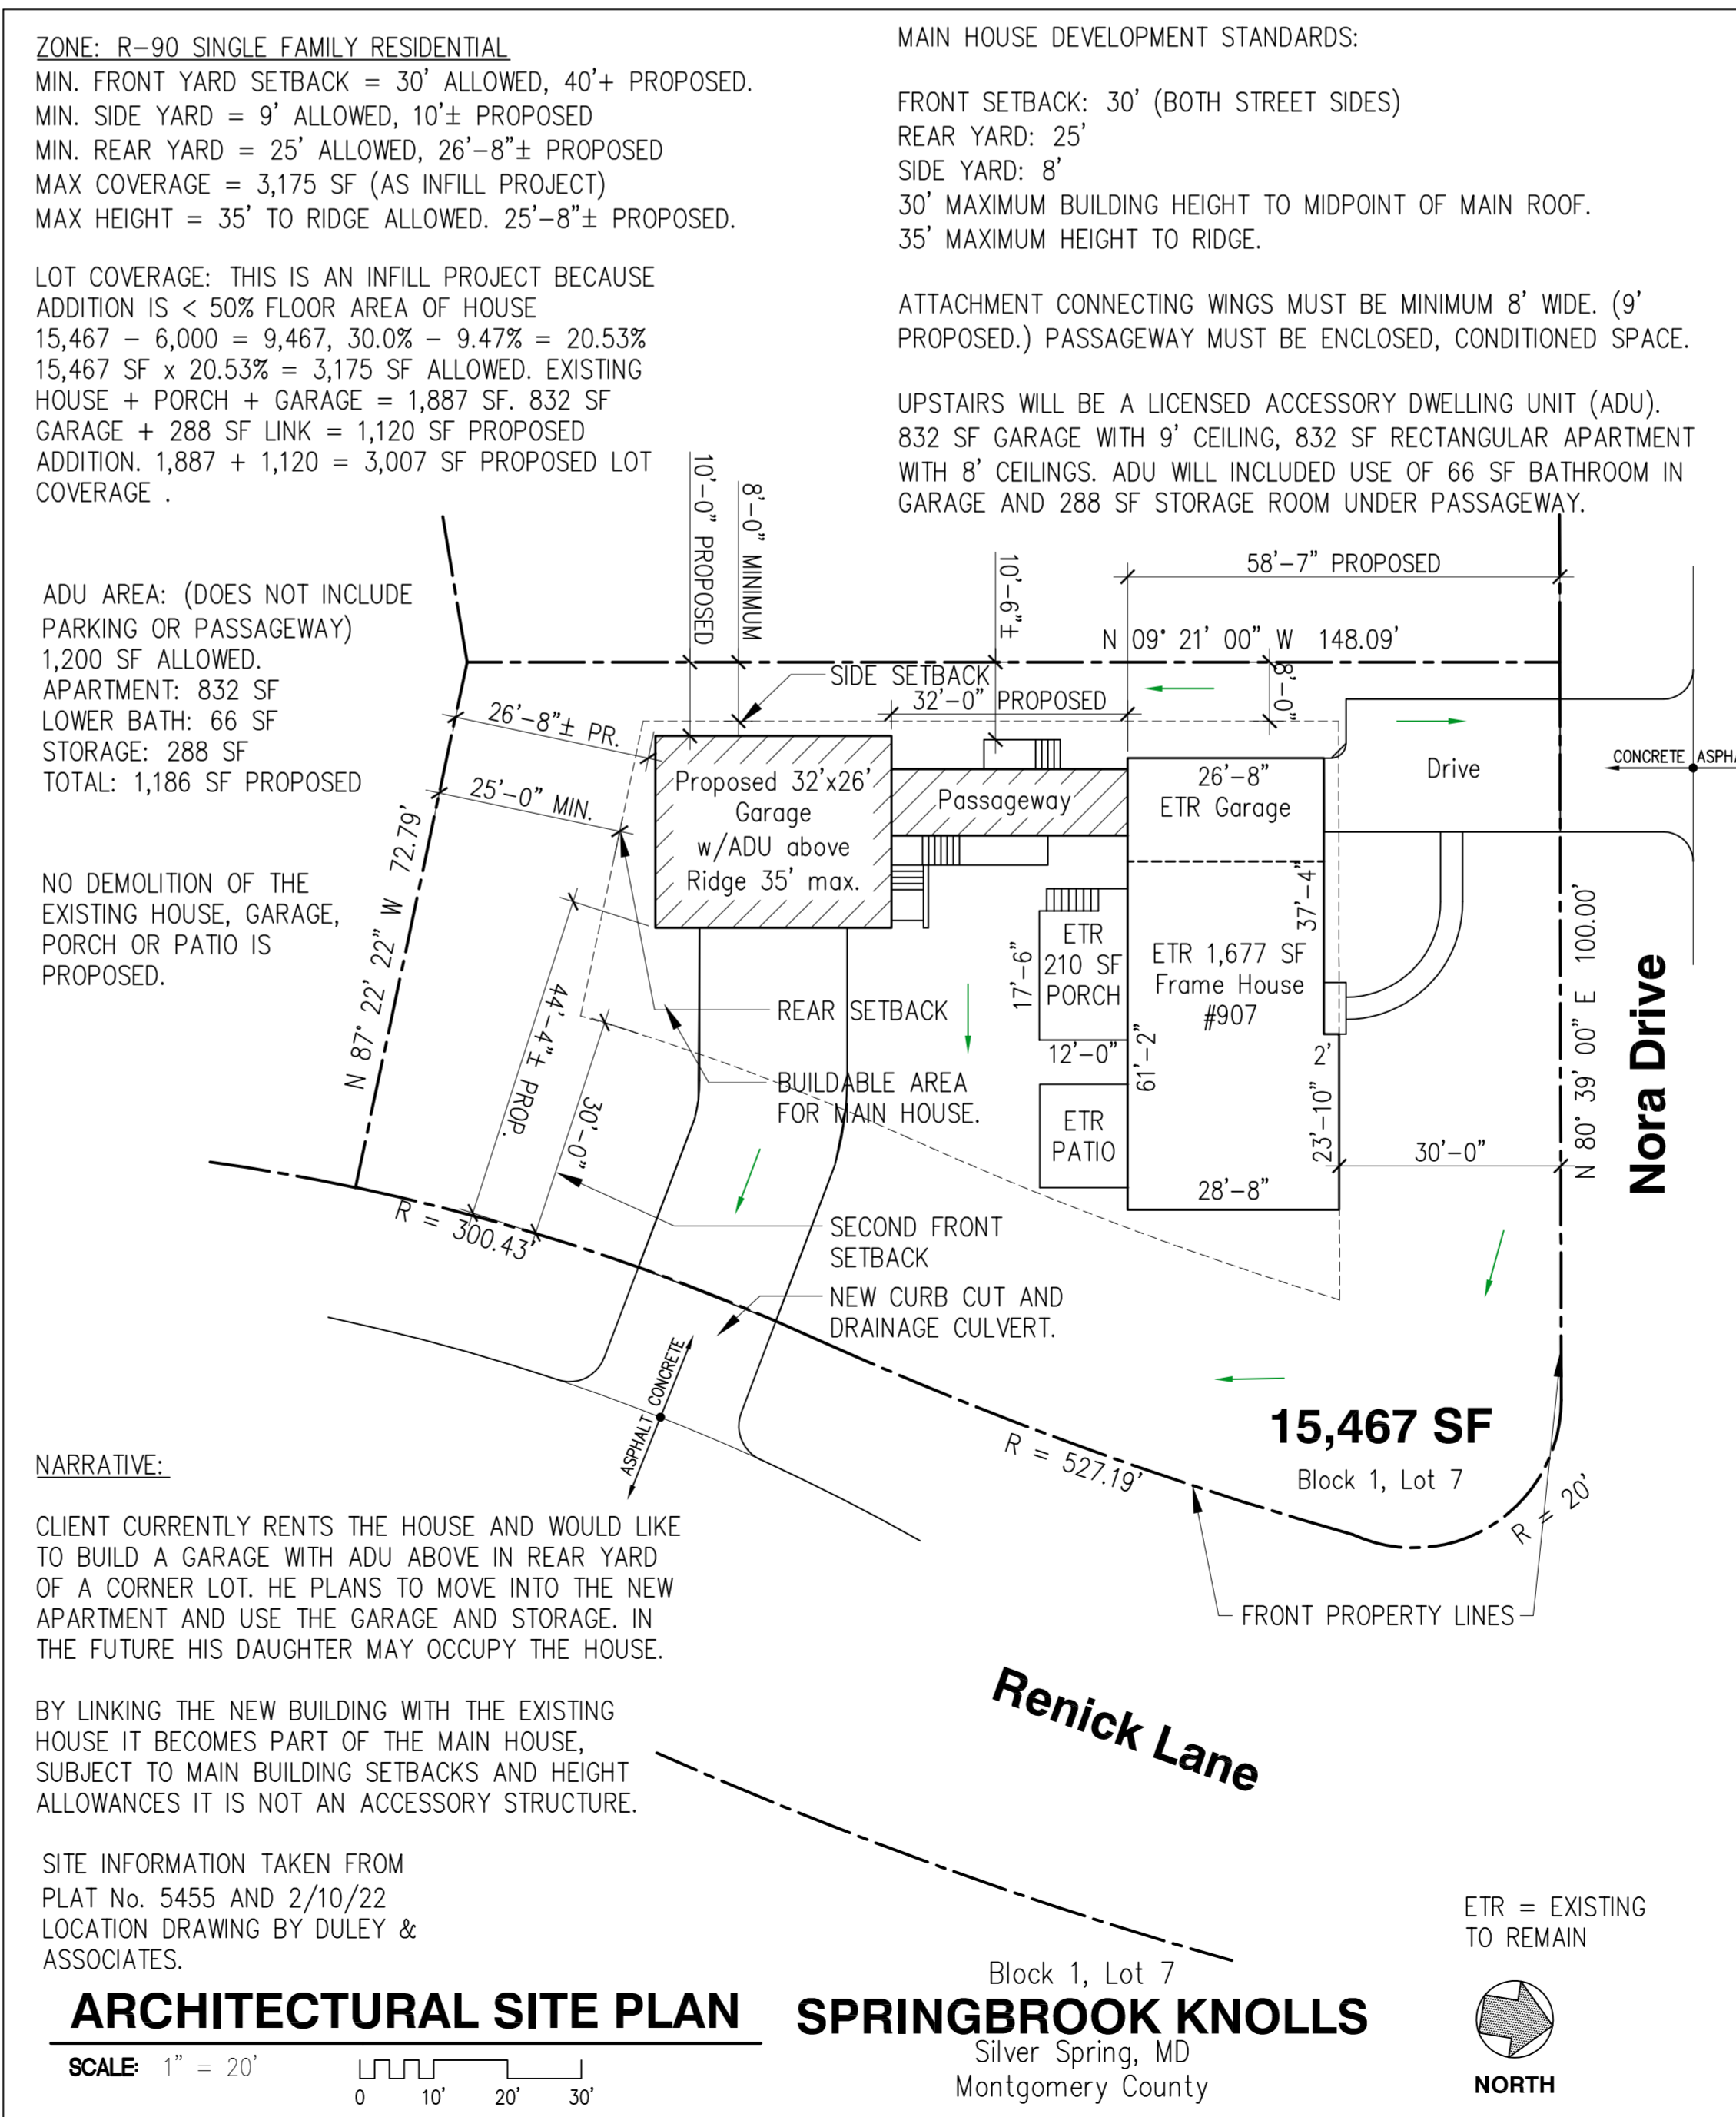 ZONE: R-90 SINGLE FAMILY RESIDENTIAL
MIN. FRONT YARD SETBACK = 30' ALLOWED, 40'+ PROPOSED.
MIN. SIDE YARD = 9' ALLOWED, 10'± PROPOSED
MIN. REAR YARD = 25' ALLOWED, 26'-8"± PROPOSED
MAX COVERAGE = 3,175 SF (AS INFILL PROJECT)
MAX HEIGHT = 35' TO RIDGE ALLOWED. 25'-8"± PROPOSED.
LOT COVERAGE: THIS IS AN INFILL PROJECT BECAUSE
ADDITION IS < 50% FLOOR AREA OF HOUSE
15,467 - 6,000 = 9,467, 30.0% - 9.47% = 20.53%
15,467 SF x 20.53% = 3,175 SF ALLOWED. EXISTING
HOUSE + PORCH + GARAGE = 1,887 SF. 832 SF
GARAGE + 288 SF LINK = 1,120 SF PROPOSED
ADDITION. 1,887 + 1,120 = 3,007 SF PROPOSED LOT
COVERAGE .
MAIN HOUSE DEVELOPMENT STANDARDS:
FRONT SETBACK: 30' (BOTH STREET SIDES)
REAR YARD: 25'
SIDE YARD: 8'
30' MAXIMUM BUILDING HEIGHT TO MIDPOINT OF MAIN ROOF.
35' MAXIMUM HEIGHT TO RIDGE.
ATTACHMENT CONNECTING WINGS MUST BE MINIMUM 8' WIDE. (9'
PROPOSED.) PASSAGEWAY MUST BE ENCLOSED, CONDITIONED SPACE.
UPSTAIRS WILL BE A LICENSED ACCESSORY DWELLING UNIT (ADU).
832 SF GARAGE WITH 9' CEILING, 832 SF RECTANGULAR APARTMENT
WITH 8' CEILINGS. ADU WILL INCLUDED USE OF 66 SF BATHROOM IN
GARAGE AND 288 SF STORAGE ROOM UNDER PASSAGEWAY.
ADU AREA: (DOES NOT INCLUDE
PARKING OR PASSAGEWAY)
1,200 SF ALLOWED.
APARTMENT: 832 SF
LOWER BATH: 66 SF
STORAGE: 288 SF
TOTAL: 1,186 SF PROPOSED
NO DEMOLITION OF THE
EXISTING HOUSE, GARAGE,
PORCH OR PATIO IS
PROPOSED.
10'-0" PROPOSED
8'-0" MINIMUM
10'-6"±
58'-7" PROPOSED
N 09° 21' 00" W 148.09'
SIDE SETBACK
32'-0" PROPOSED
8'-0"
26'-8"± PR.
25'-0" MIN.
Proposed 32'x26'
Garage
w/ADU above
Ridge 35' max.
Passageway
26'-8"
ETR Garage
Drive
CONCRETE
ASPHA
N 87° 22' 22" W 72.79'
37'-4"
ETR
210 SF
PORCH
17'-6"
12'-0"
ETR 1,677 SF
Frame House
#907
61'-2"
2'
23'-10"
ETR
PATIO
28'-8"
30'-0"
N 80° 39' 00" E 100.00'
Nora Drive
REAR SETBACK
BUILDABLE AREA
FOR MAIN HOUSE.
44'-4"± PROP.
30'-0"
R = 300.43'
SECOND FRONT
SETBACK
NEW CURB CUT AND
DRAINAGE CULVERT.
ASPHALT CONCRETE
R = 527.19'
15,467 SF
Block 1, Lot 7
R = 20'
FRONT PROPERTY LINES
Renick Lane
NARRATIVE:
CLIENT CURRENTLY RENTS THE HOUSE AND WOULD LIKE
TO BUILD A GARAGE WITH ADU ABOVE IN REAR YARD
OF A CORNER LOT. HE PLANS TO MOVE INTO THE NEW
APARTMENT AND USE THE GARAGE AND STORAGE. IN
THE FUTURE HIS DAUGHTER MAY OCCUPY THE HOUSE.
BY LINKING THE NEW BUILDING WITH THE EXISTING
HOUSE IT BECOMES PART OF THE MAIN HOUSE,
SUBJECT TO MAIN BUILDING SETBACKS AND HEIGHT
ALLOWANCES IT IS NOT AN ACCESSORY STRUCTURE.
SITE INFORMATION TAKEN FROM
PLAT No. 5455 AND 2/10/22
LOCATION DRAWING BY DULEY &
ASSOCIATES.
ARCHITECTURAL SITE PLAN
SCALE: 1" = 20'
0 10' 20' 30'
Block 1, Lot 7
SPRINGBROOK KNOLLS
Silver Spring, MD
Montgomery County
ETR = EXISTING
TO REMAIN
NORTH